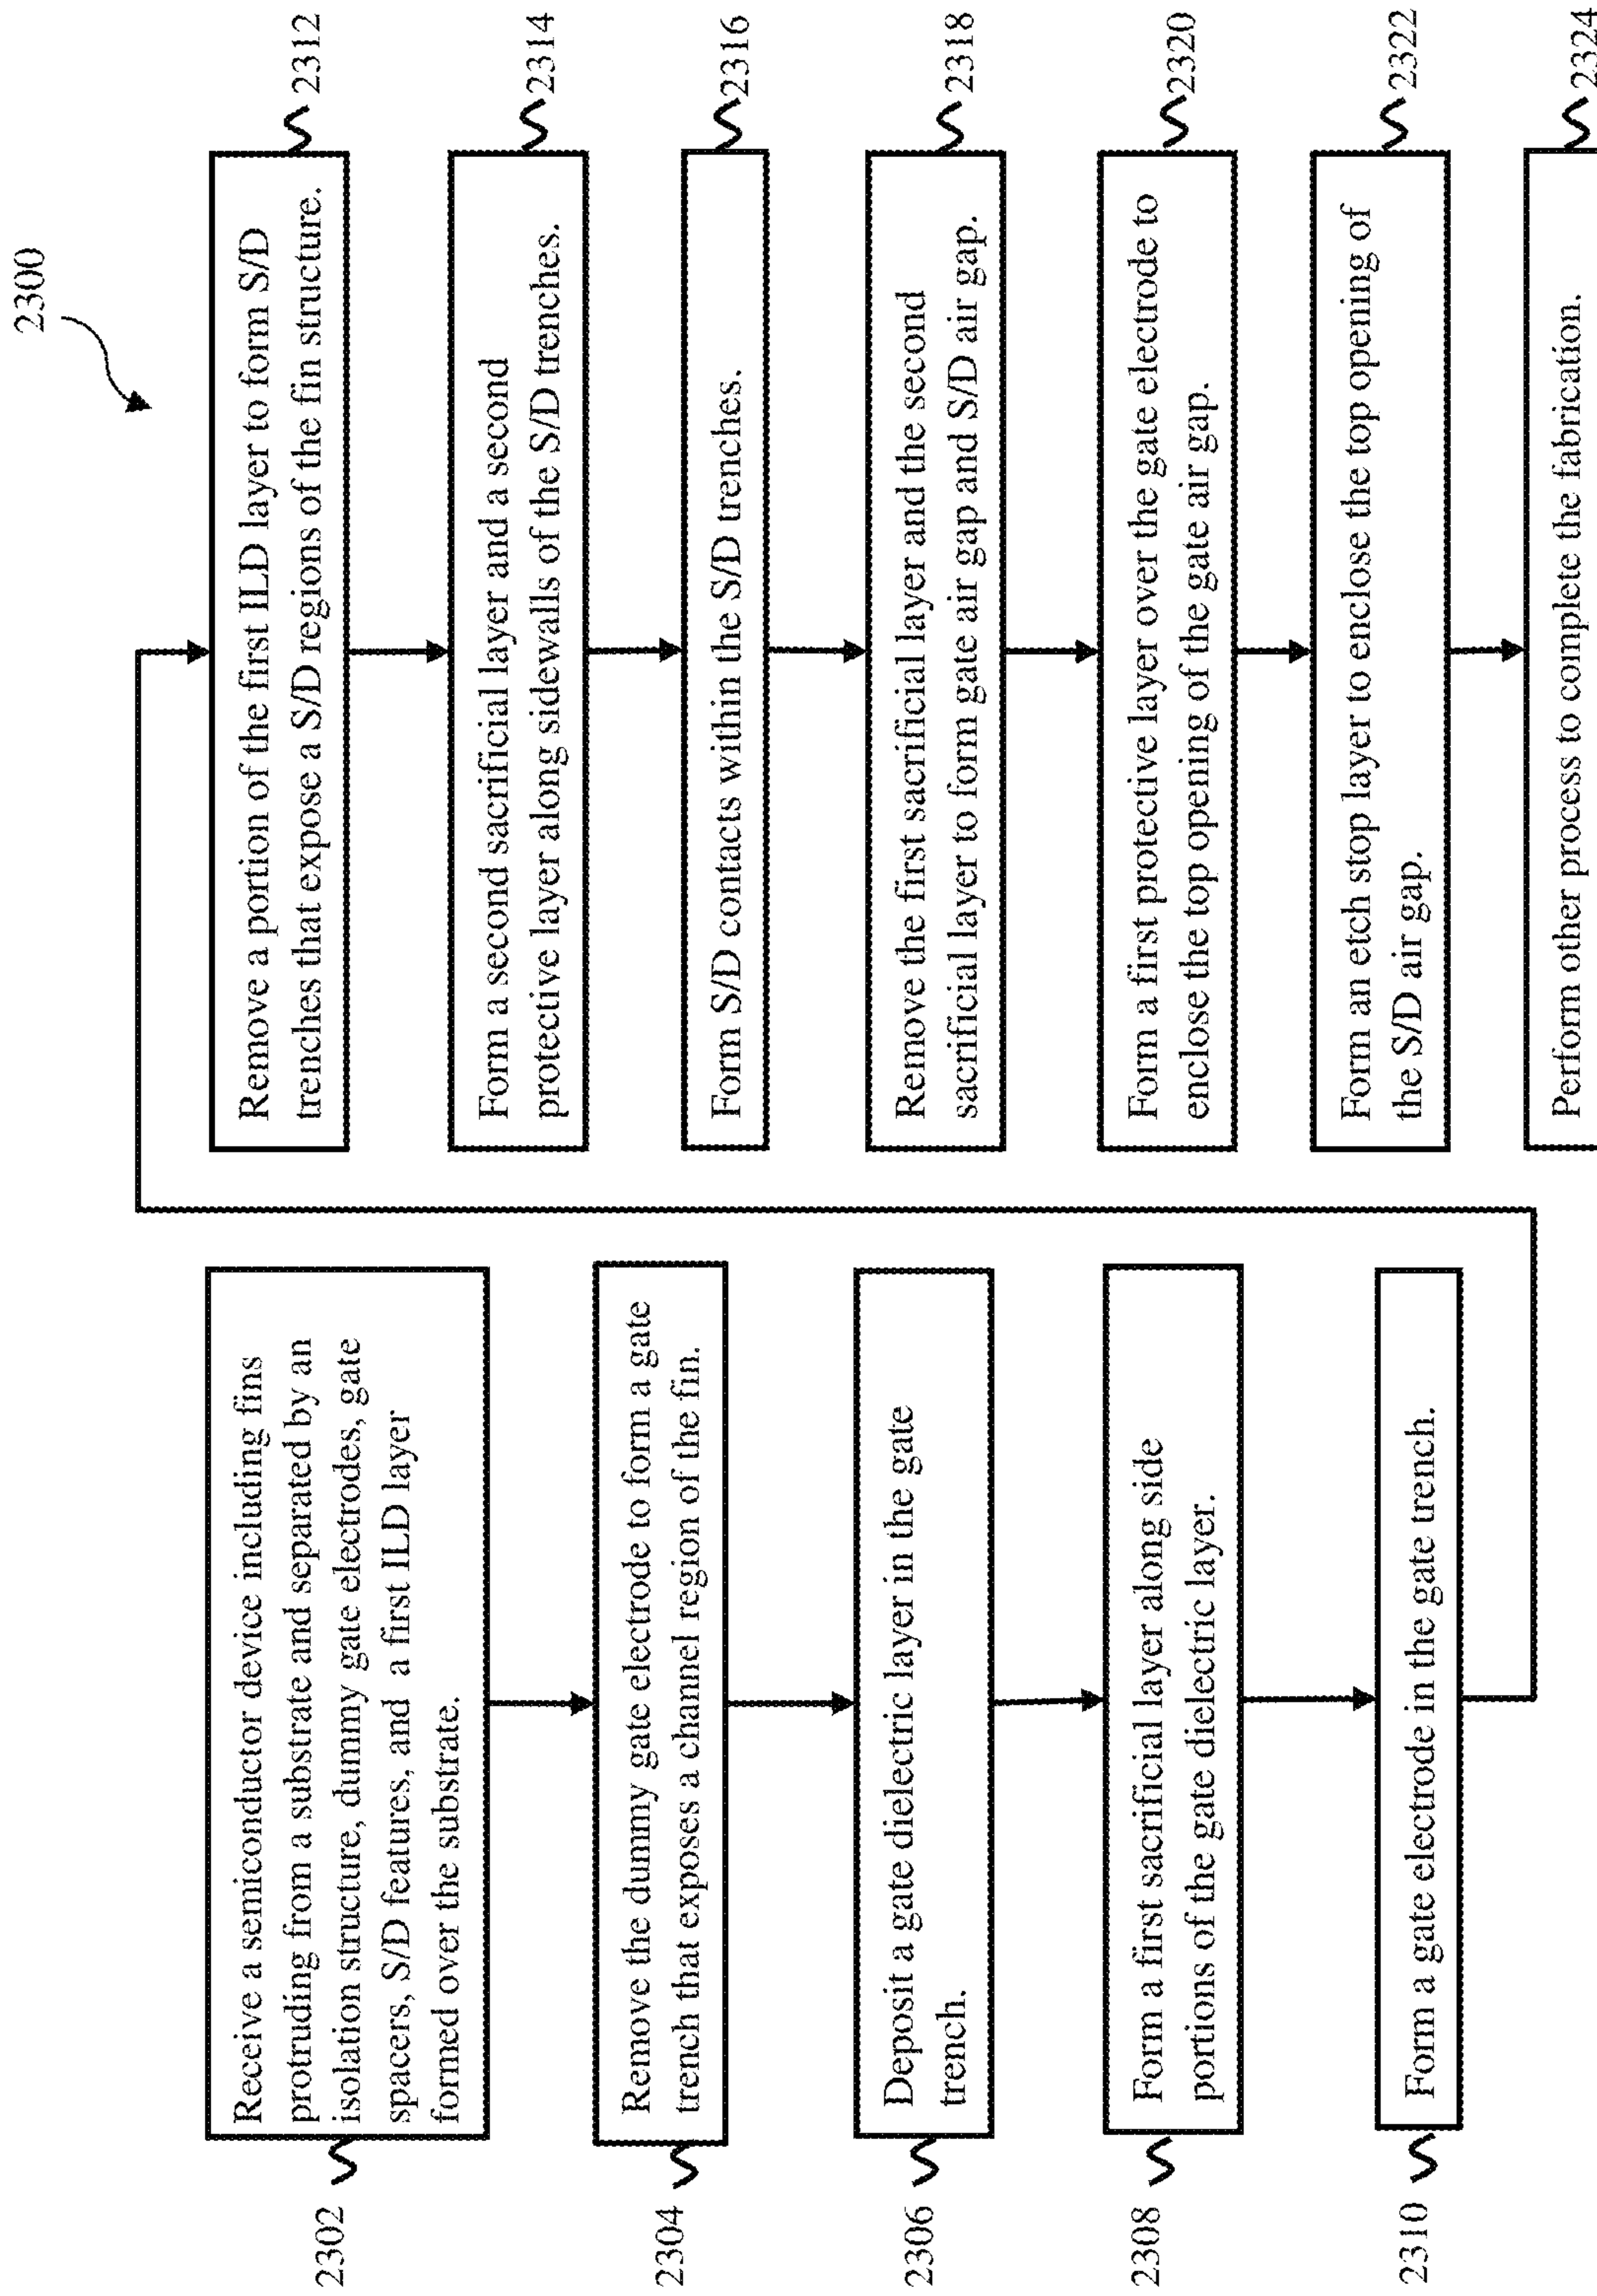 2300
2302
Receive a semiconductor device including fins
protruding from a substrate and separated by an
isolation structure, dummy gate electrodes, gate
spacers, S/D features, and a first ILD layer
formed over the substrate.
2304
Remove the dummy gate electrode to form a gate
trench that exposes a channel region of the fin.
2306
Deposit a gate dielectric layer in the gate
trench.
2308
Form a first sacrificial layer along side
portions of the gate dielectric layer.
2310
Form a gate electrode in the gate trench.
Remove a portion of the first ILD layer to form S/D
trenches that expose a S/D regions of the fin structure.
2312
Form a second sacrificial layer and a second
protective layer along sidewalls of the S/D trenches.
2314
Form S/D contacts within the S/D trenches.
2316
Remove the first sacrificial layer and the second
sacrificial layer to form gate air gap and S/D air gap.
2318
Form a first protective layer over the gate electrode to
enclose the top opening of the gate air gap.
2320
Form an etch stop layer to enclose the top opening of
the S/D air gap.
2322
Perform other process to complete the fabrication.
2324